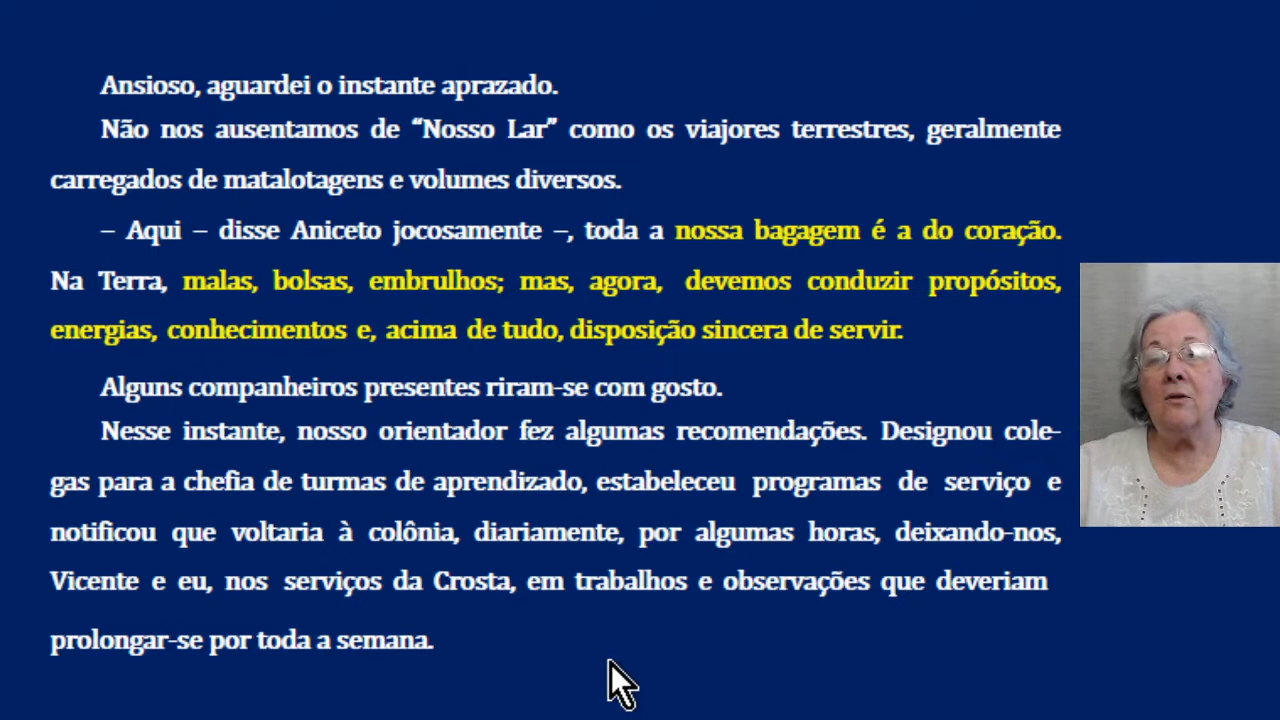 Ansioso, aguardei o instante aprazado.
Não nos ausentamos de “Nosso Lar” como os viajores terrestres, geralmente
carregados de matalotagens e volumes diversos.
– Aqui – disse Aniceto jocosamente –, toda a nossa bagagem é a do coração.
Na Terra, malas, bolsas, embrulhos; mas, agora, devemos conduzir propósitos,
energias, conhecimentos e, acima de tudo, disposição sincera de servir.
Alguns companheiros presentes riram-se com gosto.
Nesse instante, nosso orientador fez algumas recomendações. Designou cole-
gas para a chefia de turmas de aprendizado, estabeleceu programas de serviço e
notificou que voltaria à colônia, diariamente, por algumas horas, deixando-nos,
Vicente e eu, nos serviços da Crosta, em trabalhos e observações que deveriam
prolongar-se por toda a semana.